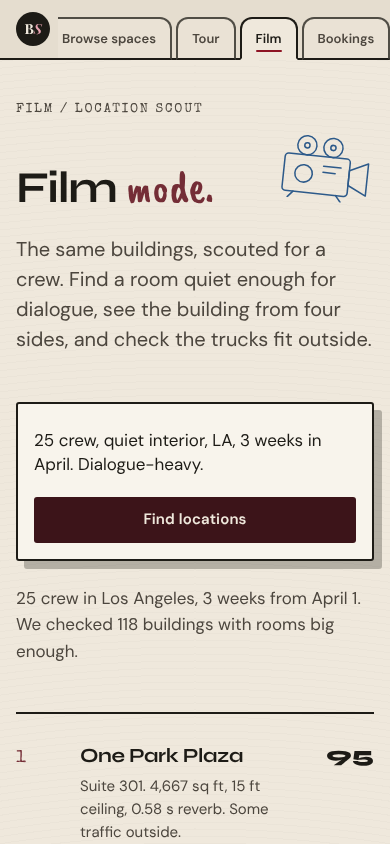 BS
Browse spaces
Tour
Film
Bookings
FILM / LOCATION SCOUT
Film mode.
The same buildings, scouted for a
crew. Find a room quiet enough for
dialogue, see the building from four
sides, and check the trucks fit outside.
25 crew, quiet interior, LA, 3 weeks in
April. Dialogue-heavy.
Find locations
25 crew in Los Angeles, 3 weeks from April 1.
We checked 118 buildings with rooms big
enough.
1
One Park Plaza
95
Suite 301. 4,667 sq ft, 15 ft
ceiling, 0.58 s reverb. Some
traffic outside.